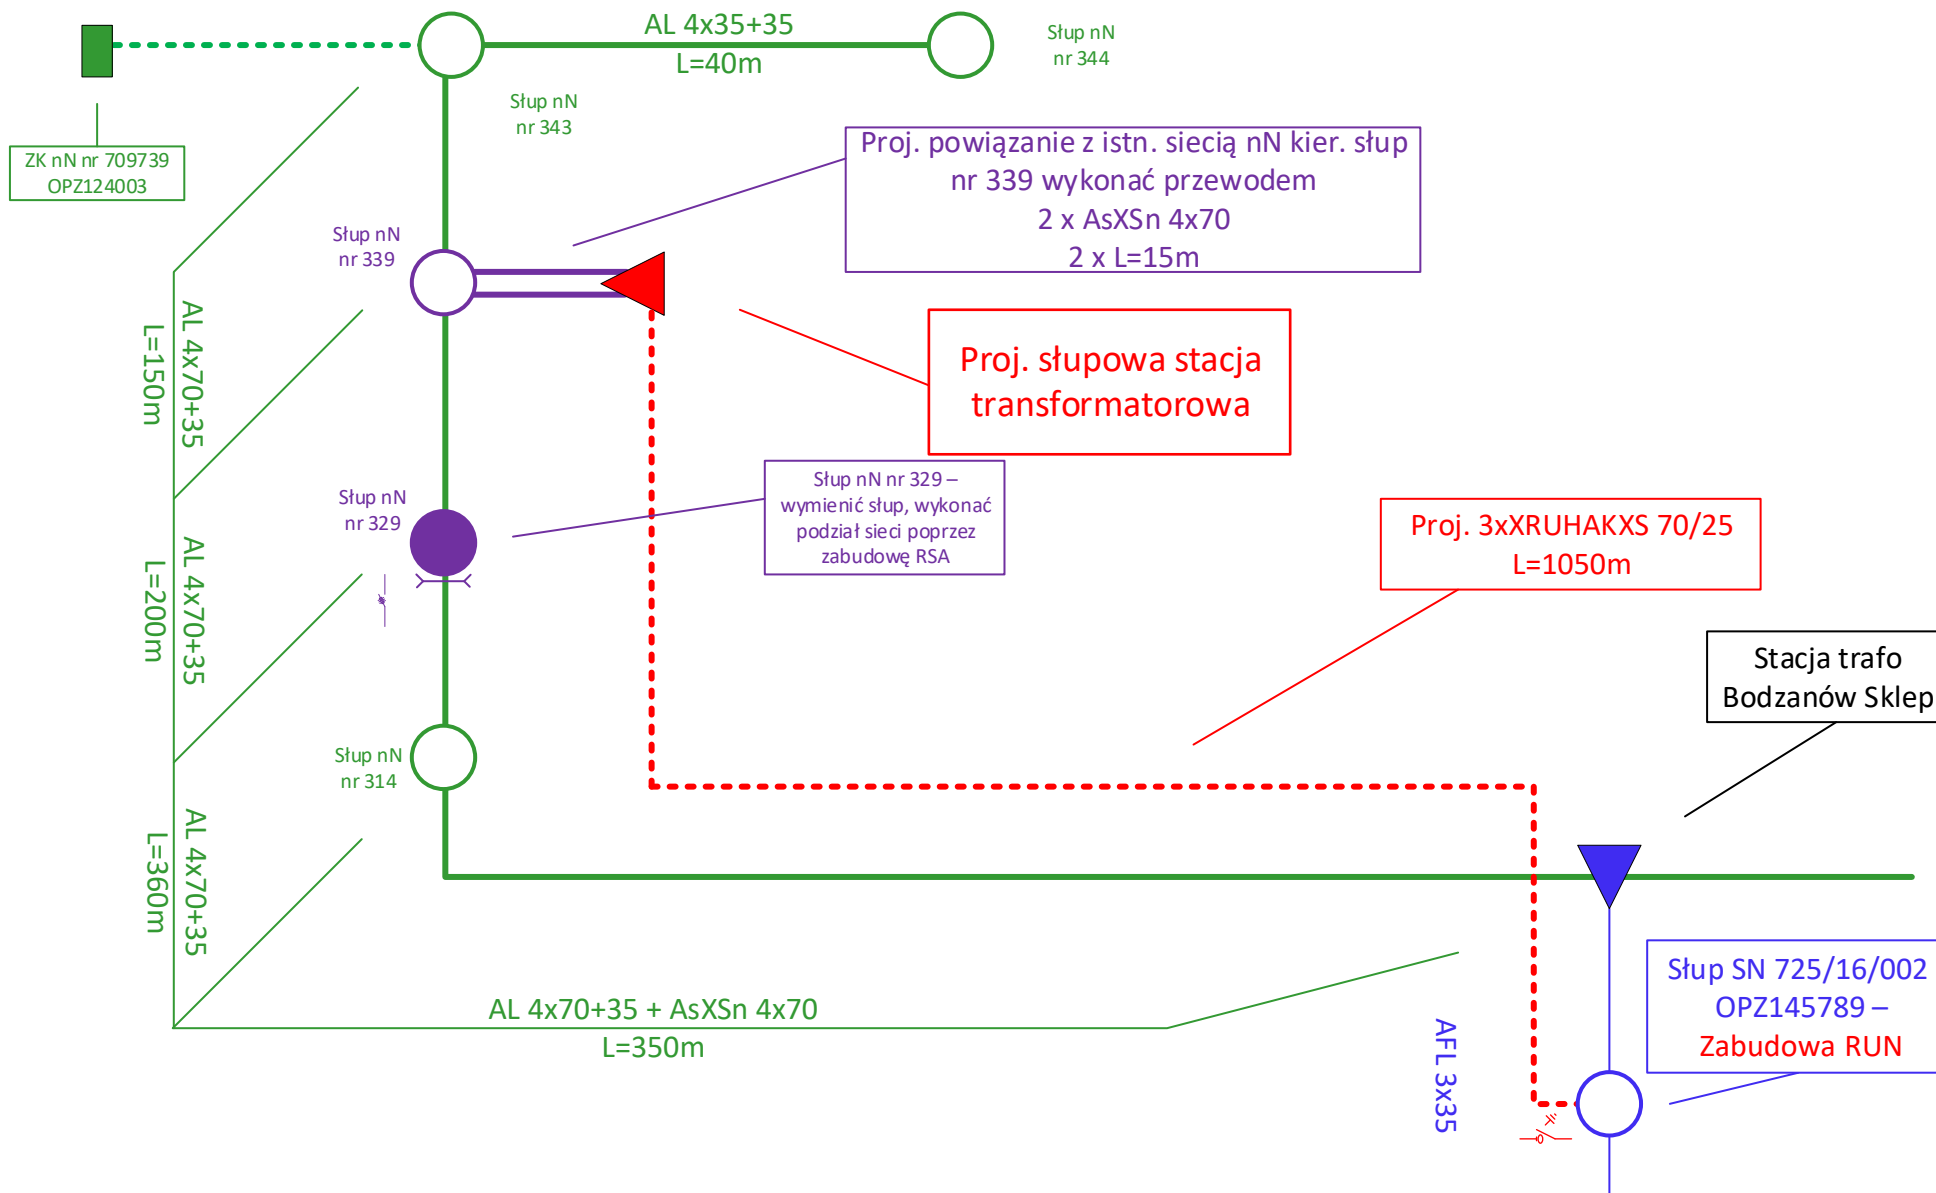 AL 4x35+35
L=40m
Słup nN
nr 344
Słup nN
nr 343
ZK nN nr 709739
OPZ124003
Proj. powiązanie z istn. siecią nN kier. słup
nr 339 wykonać przewodem
2 x AsXSn 4x70
2 x L=15m
Słup nN
nr 339
AL 4x70+35
L=150m
Proj. słupowa stacja
transformatorowa
Słup nN
nr 329
Słup nN nr 329 –
wymienić słup, wykonać
podział sieci poprzez
zabudowę RSA
Proj. 3xXRUHAKXS 70/25
L=1050m
AL 4x70+35
L=200m
Stacja trafo
Bodzanów Sklep
Słup nN
nr 314
AL 4x70+35
L=360m
Słup SN 725/16/002
OPZ145789 –
Zabudowa RUN
AL 4x70+35 + AsXSn 4x70
L=350m
AFL 3x35